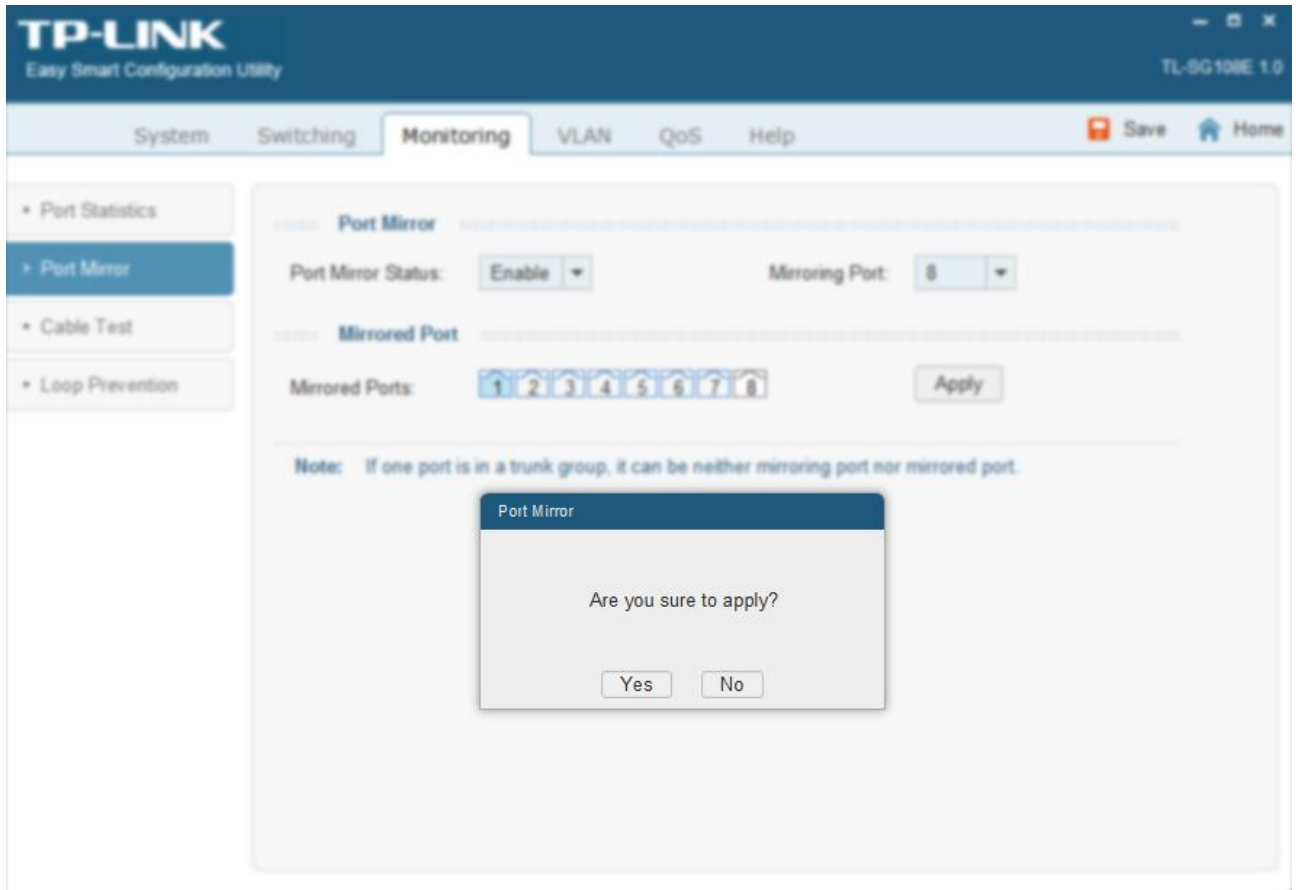 TP-LINK
Easy Smart Configuration Utility
TL-SG108E 1.0
System Switching Monitoring VLAN QoS Help Save Home
• Port Statistics
Port Mirror
Port Mirror
Port Mirror Status: Enable Mirroring Port: 8
• Cable Test
Mirrored Port
• Loop Prevention
Mirrored Ports: 1 2 3 4 5 6 7 8 Apply
Note: If one port is in a trunk group, it can be neither mirroring port nor mirrored port.
Port Mirror
Are you sure to apply?
Yes No